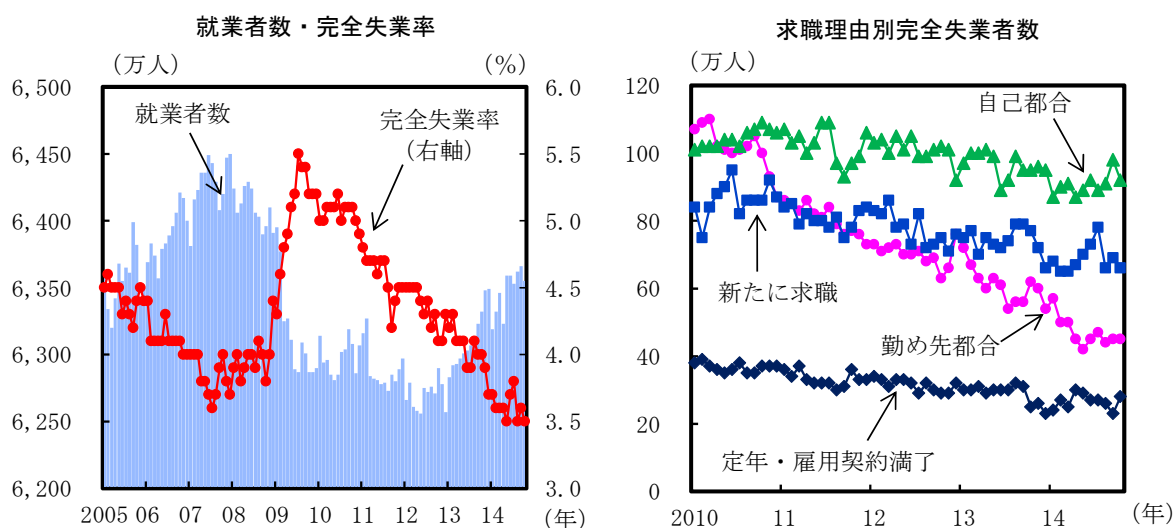 就業者数・完全失業率
（万人）
（%）
6,500
6,450
6,400
6,350
6,300
6,250
6,200
6.0
5.5
5.0
4.5
4.0
3.5
3.0
就業者数
完全失業率
（右軸）
2005 06 07 08 09 10 11 12 13 14 （年）
求職理由別完全失業者数
（万人）
120
100
80
60
40
20
0
自己都合
新たに求職
勤め先都合
定年・雇用契約満了
2010 11 12 13 14 （年）